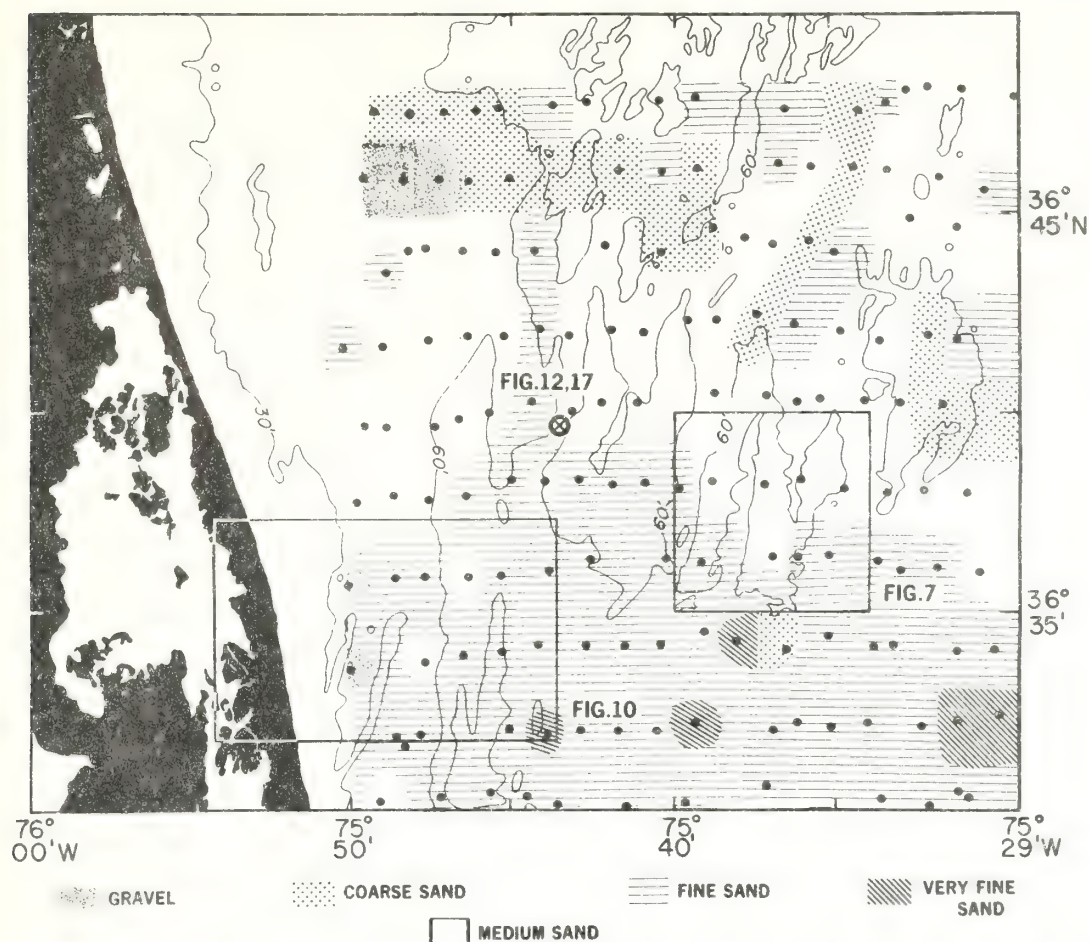 60'
36°
45'N
FIG.12,17
30'
60'
60'
60'
FIG.7
36°
35'
FIG.10
76°
00'W
75°
50'
75°
40'
75°
29'W
GRAVEL
COARSE SAND
FINE SAND
VERY FINE
SAND
MEDIUM SAND